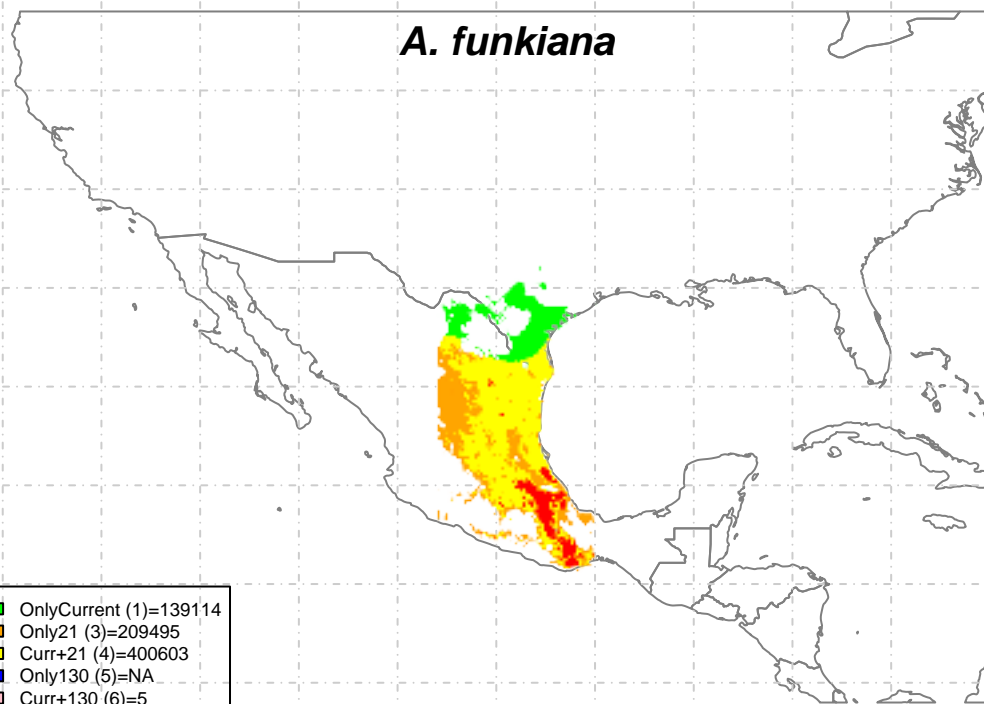 A. funkiana
OnlyCurrent (1)=139114
Only21 (3)=209495
Curr+21 (4)=400603
Only130 (5)=NA
Curr+130 (6)=5